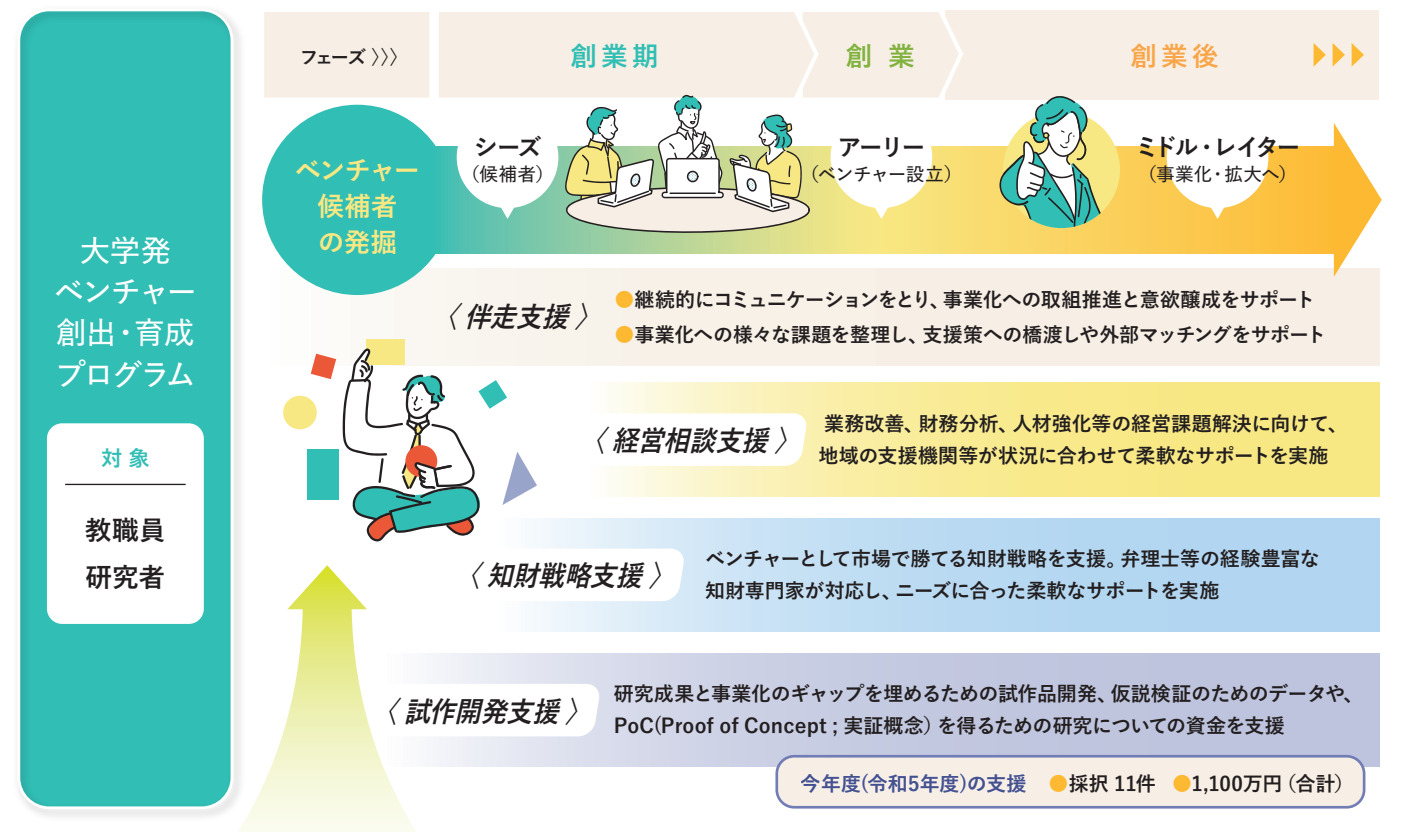 大学発
ベンチャー
創出・育成
プログラム
対象
教職員
研究者
フェーズ 〉〉〉
創業期
創業
創業後
ベンチャー
候補者
の発掘
シーズ
(候補者)
アーリー
(ベンチャー設立)
ミドル・レイター
(事業化・拡大へ)
〈 伴走支援 〉
●継続的にコミュニケーションをとり、事業化への取組推進と意欲醸成をサポート
●事業化への様々な課題を整理し、支援策への橋渡しや外部マッチングをサポート
〈 経営相談支援 〉
業務改善、財務分析、人材強化等の経営課題解決に向けて、
地域の支援機関等が状況に合わせて柔軟なサポートを実施
〈 知財戦略支援 〉
ベンチャーとして市場で勝てる知財戦略を支援。弁理士等の経験豊富な
知財専門家が対応し、ニーズに合った柔軟なサポートを実施
〈 試作開発支援 〉
研究成果と事業化のギャップを埋めるための試作品開発、仮説検証のためのデータや、
PoC(Proof of Concept ; 実証概念) を得るための研究についての資金を支援
今年度(令和5年度)の支援 ●採択 11件 ●1,100万円 (合計)